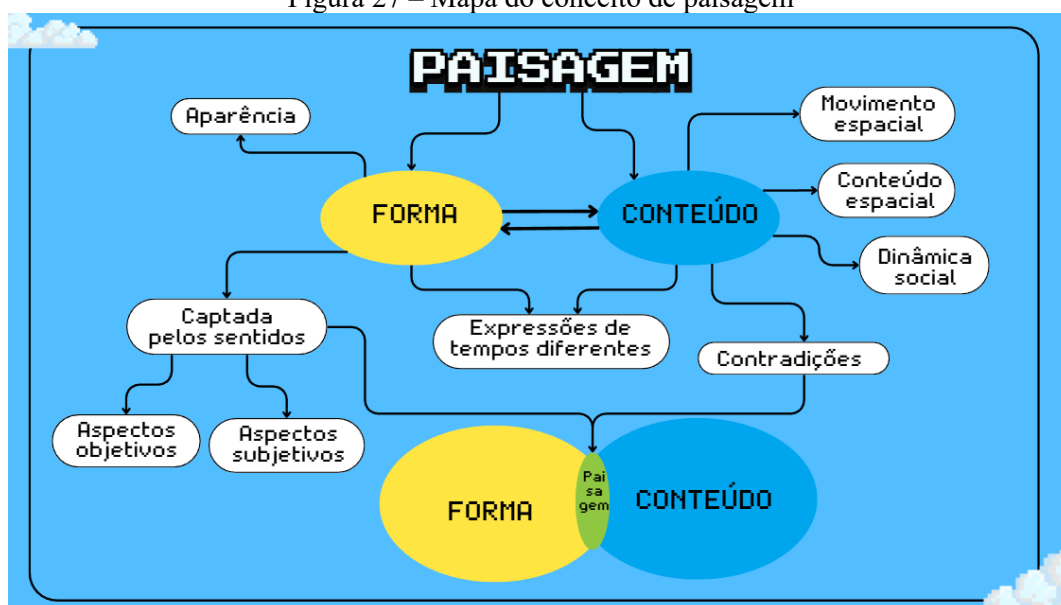 Figura 27 – Mapa do conceito de paisagem
PAISAGEM
Aparência
Movimento
espacial
FORMA
CONTEÚDO
Conteúdo
espacial
Dinâmica
social
Captada
pelos sentidos
Expressões de
tempos diferentes
Contradições
Aspectos
objetivos
Aspectos
subjetivos
FORMA
Pai
sa
gem
CONTEÚDO